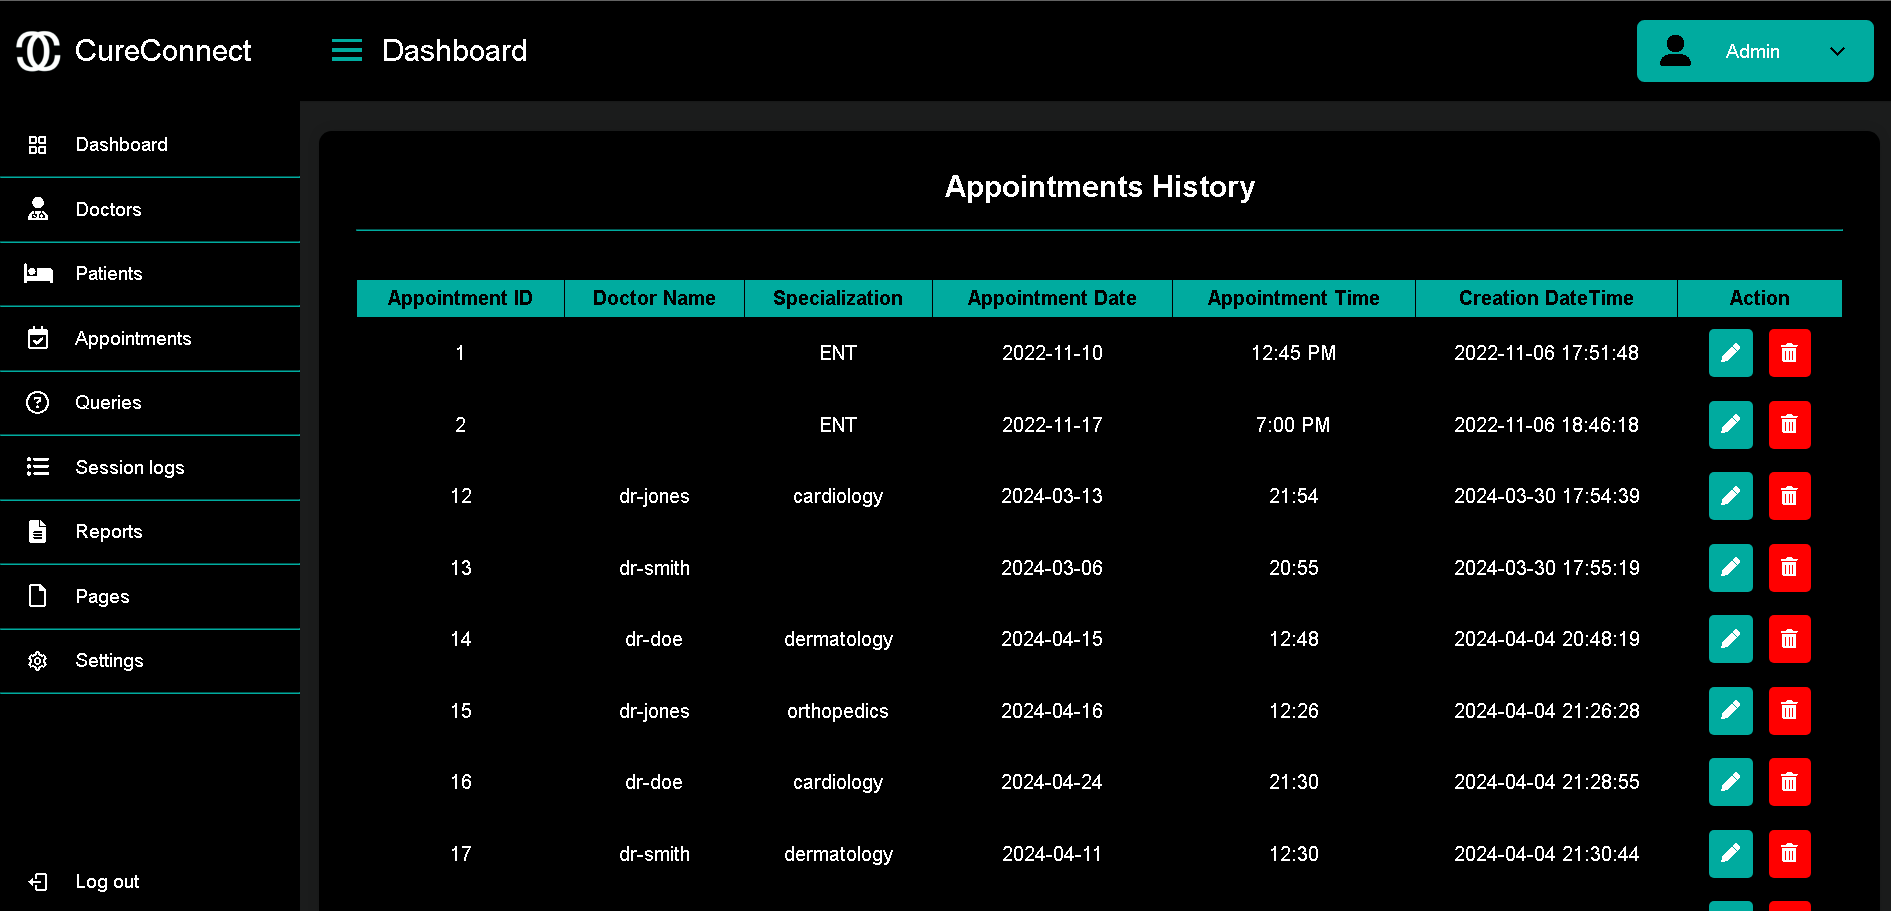 CureConnect
Dashboard
Admin
Dashboard
Doctors
Patients
Appointments
Queries
Session logs
Reports
Pages
Settings
Log out
Appointments History
Appointment ID Doctor Name Specialization Appointment Date Appointment Time Creation DateTime Action
1 ENT 2022-11-10 12:45 PM 2022-11-06 17:51:48
2 ENT 2022-11-17 7:00 PM 2022-11-06 18:46:18
12 dr-jones cardiology 2024-03-13 21:54 2024-03-30 17:54:39
13 dr-smith 2024-03-06 20:55 2024-03-30 17:55:19
14 dr-doe dermatology 2024-04-15 12:48 2024-04-04 20:48:19
15 dr-jones orthopedics 2024-04-16 12:26 2024-04-04 21:26:28
16 dr-doe cardiology 2024-04-24 21:30 2024-04-04 21:28:55
17 dr-smith dermatology 2024-04-11 12:30 2024-04-04 21:30:44